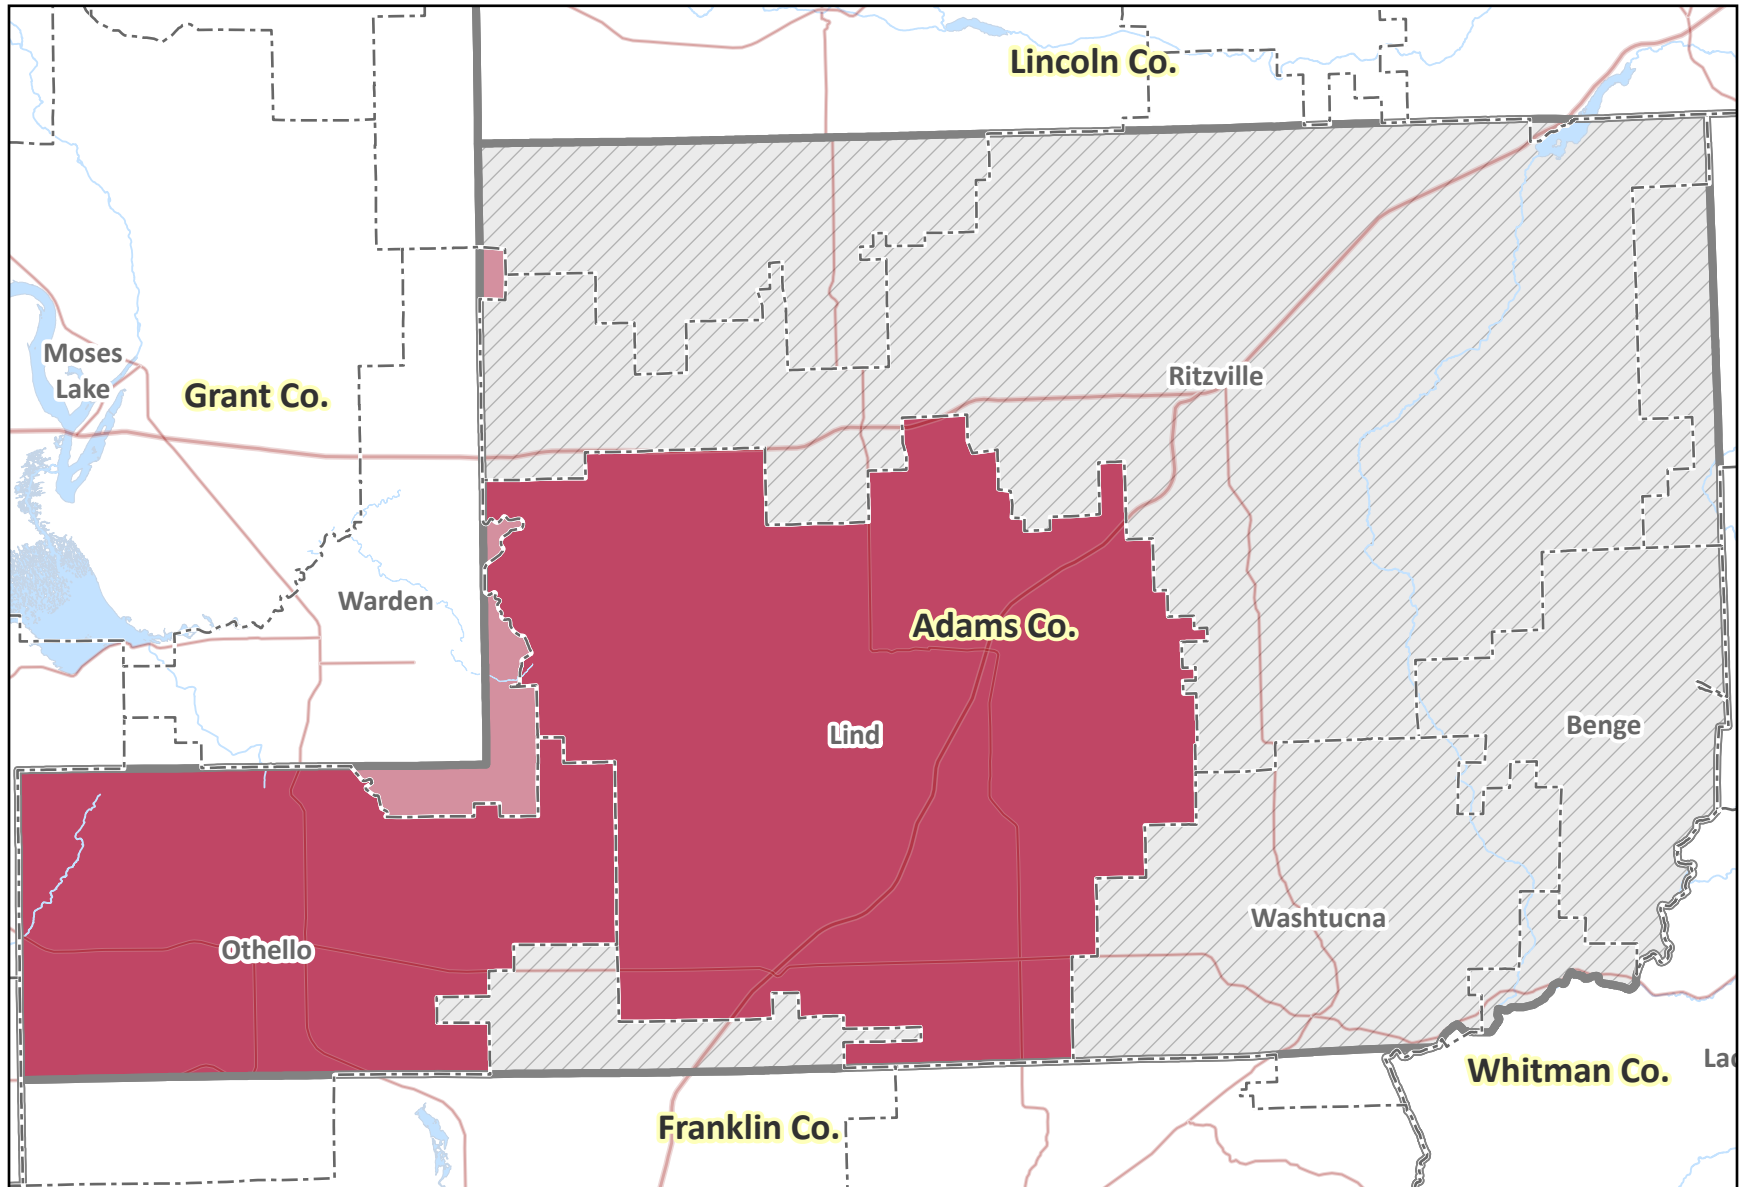 Lincoln Co.
Moses
Lake
Grant Co.
Ritzville
Warden
Adams Co.
Lind
Benge
Washtucna
Othello
Whitman Co.
Franklin Co.